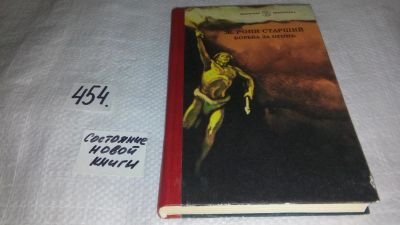 454.
Состояние
новой
книги
Ж. РОНИ-СТАРШИЙ
БОРЬБА ЗА ОГОНЬ